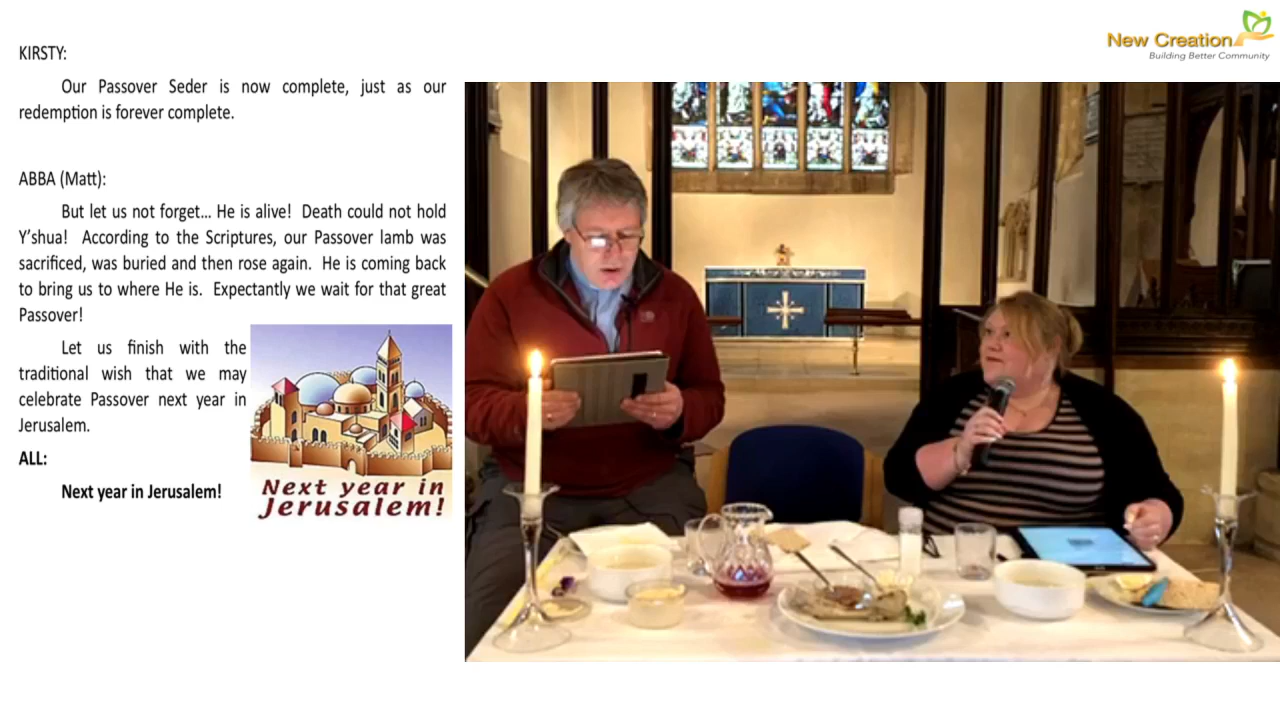 New Creation
Building Better Community
KIRSTY:
Our Passover Seder is now complete, just as our
redemption is forever complete.
ABBA (Matt):
But let us not forget... He is alive! Death could not hold
Y'shua! According to the Scriptures, our Passover lamb was
sacrificed, was buried and then rose again. He is coming back
to bring us to where He is. Expectantly we wait for that great
Passover!
Let us finish with the
traditional wish that we may
celebrate Passover next year in
Jerusalem.
ALL:
Next year in Jerusalem!
Next year in
Jerusalem!